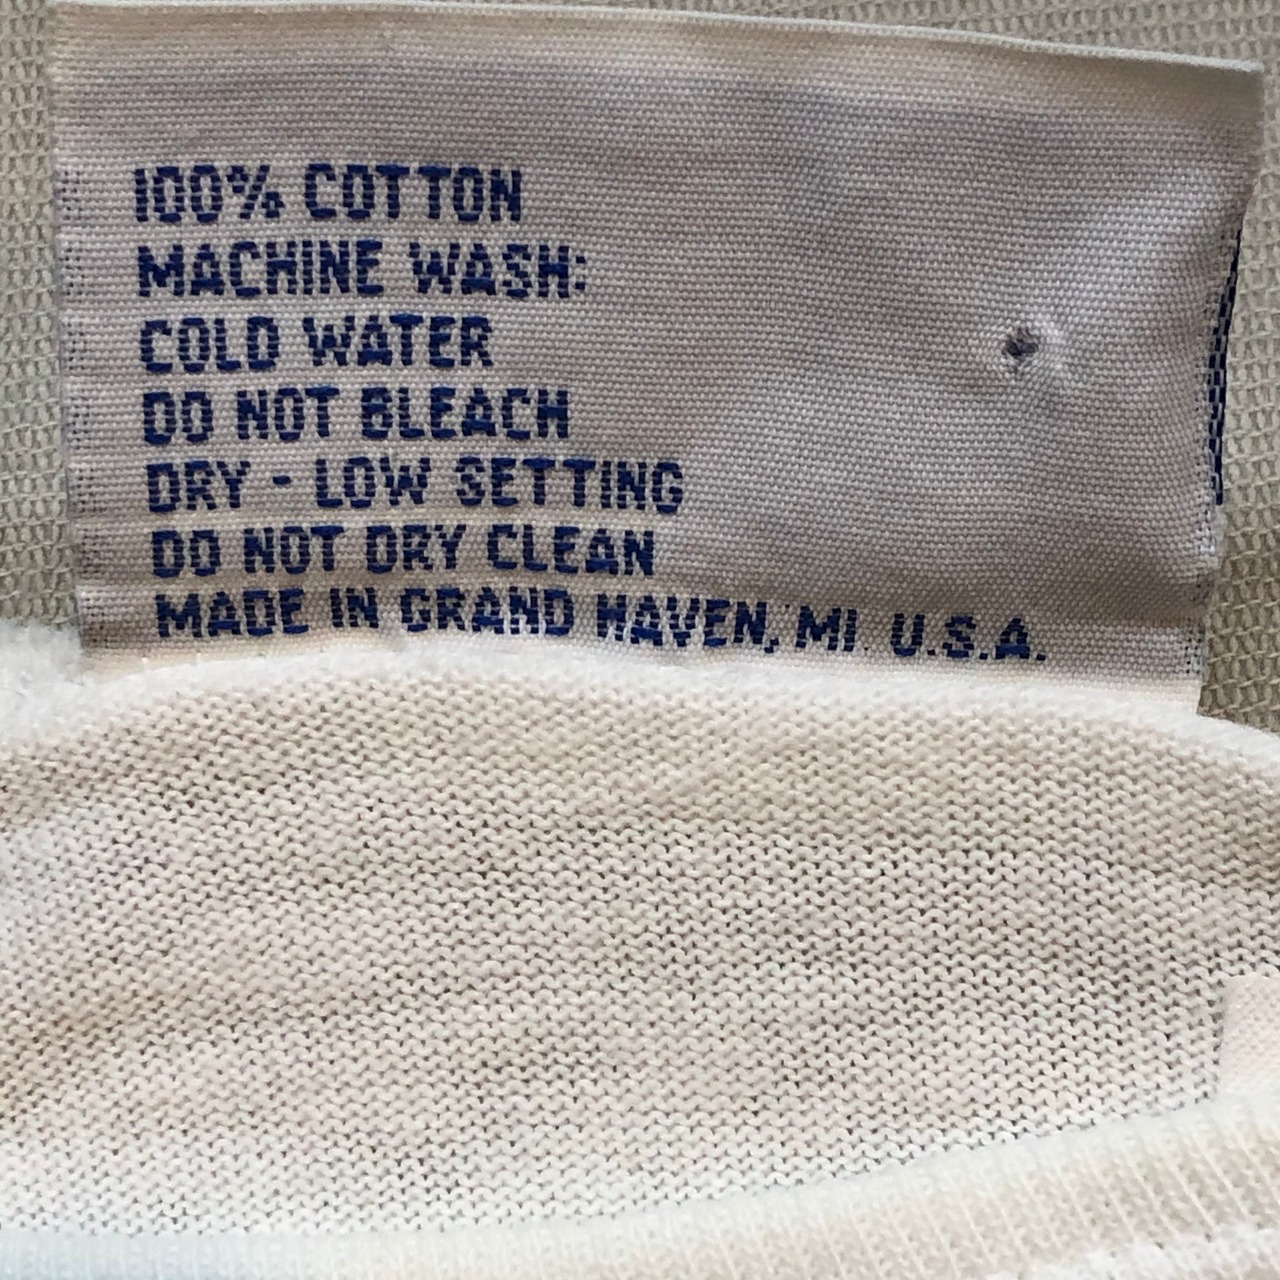 100% COTTON
MACHINE WASH:
COLD WATER
DO NOT BLEACH
DRY - LOW SETTING
DO NOT DRY CLEAN
MADE IN GRAND HAVEN, MI. U.S.A.